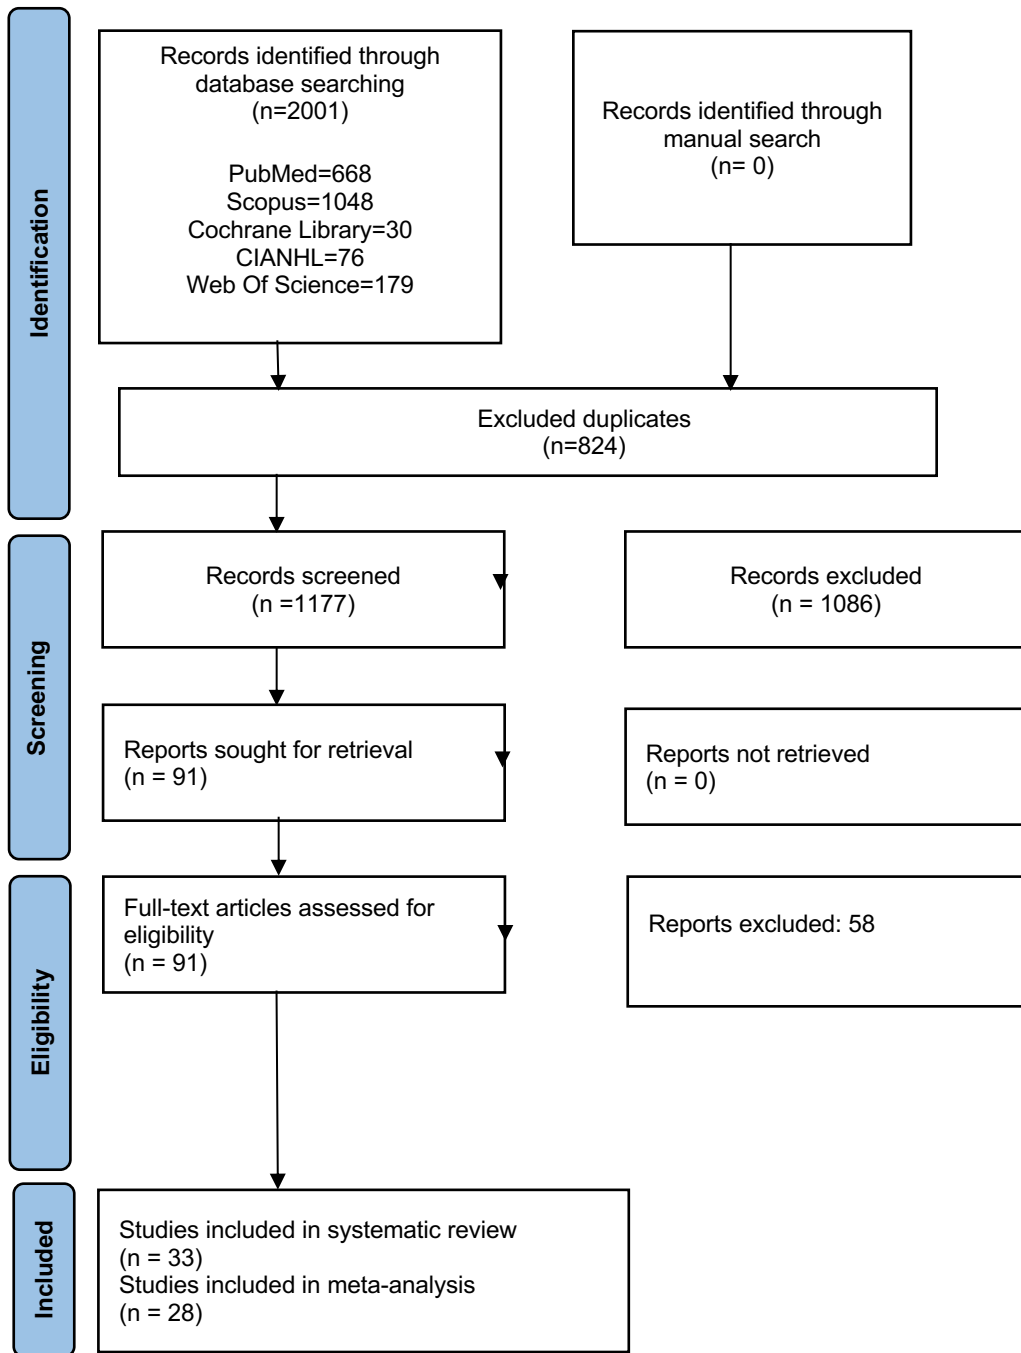 Identification
Records identified through
database searching
(n=2001)
PubMed=668
Scopus=1048
Cochrane Library=30
CIANHL=76
Web Of Science=179
Records identified through
manual search
(n= 0)
Excluded duplicates
(n=824)
Screening
Records screened
(n =1177)
Records excluded
(n = 1086)
Reports sought for retrieval
(n = 91)
Reports not retrieved
(n = 0)
Eligibility
Full-text articles assessed for
eligibility
(n = 91)
Reports excluded: 58
Included
Studies included in systematic review
(n = 33)
Studies included in meta-analysis
(n = 28)